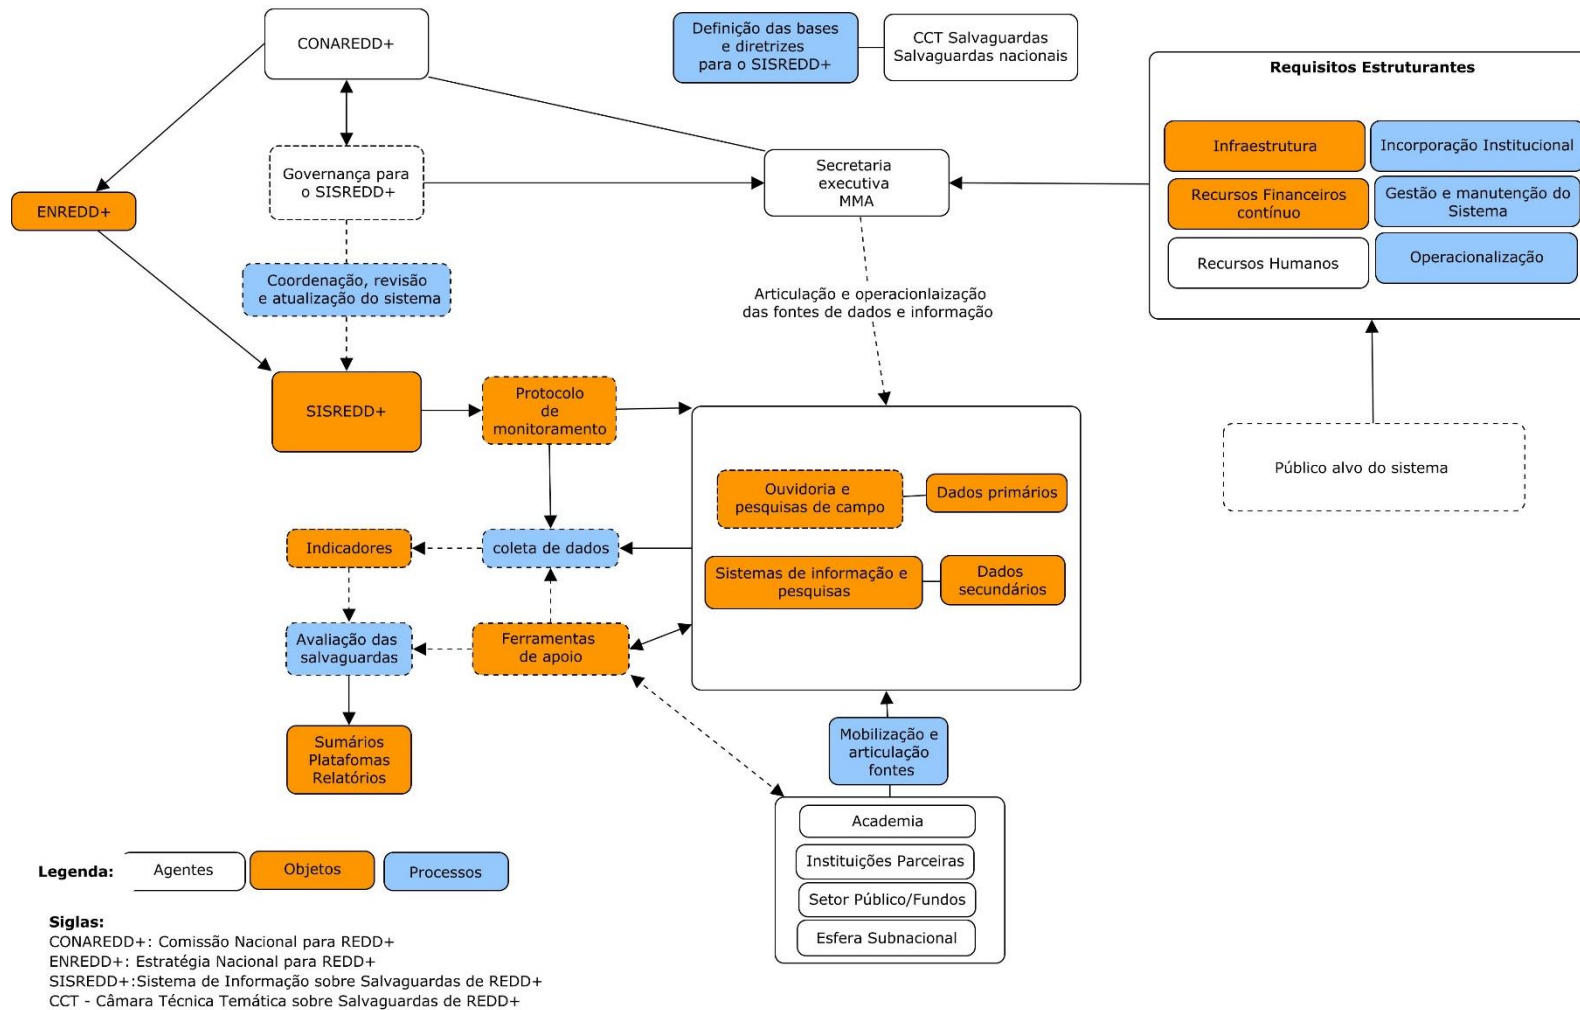 CONAREDD+
Definição das bases
e diretrizes
para o SISREDD+
CCT Salvaguardas
Salvaguardas nacionais
Requisitos Estruturantes
Infraestrutura
Incorporação Institucional
Recursos Financeiros
contínuo
Gestão e manutenção do
Sistema
Recursos Humanos
Operacionalização
Governança para
o SISREDD+
Secretaria
executiva
MMA
ENREDD+
Coordenação, revisão
e atualização do sistema
Articulação e operacionlaização
das fontes de dados e informação
SISREDD+
Protocolo
de
monitoramento
Público alvo do sistema
Ouvidoria e
pesquisas de campo
Dados primários
Indicadores
coleta de dados
Sistemas de informação e
pesquisas
Dados
secundários
Avaliação das
salvaguardas
Ferramentas
de apoio
Sumários
Platafomas
Relatórios
Mobilização e
articulação
fontes
Academia
Instituições Parceiras
Setor Público/Fundos
Esfera Subnacional
Legenda:
Agentes
Objetos
Processos
Siglas:
CONAREDD+: Comissão Nacional para REDD+
ENREDD+: Estratégia Nacional para REDD+
SISREDD+:Sistema de Informação sobre Salvaguardas de REDD+
CCT - Câmara Técnica Temática sobre Salvaguardas de REDD+